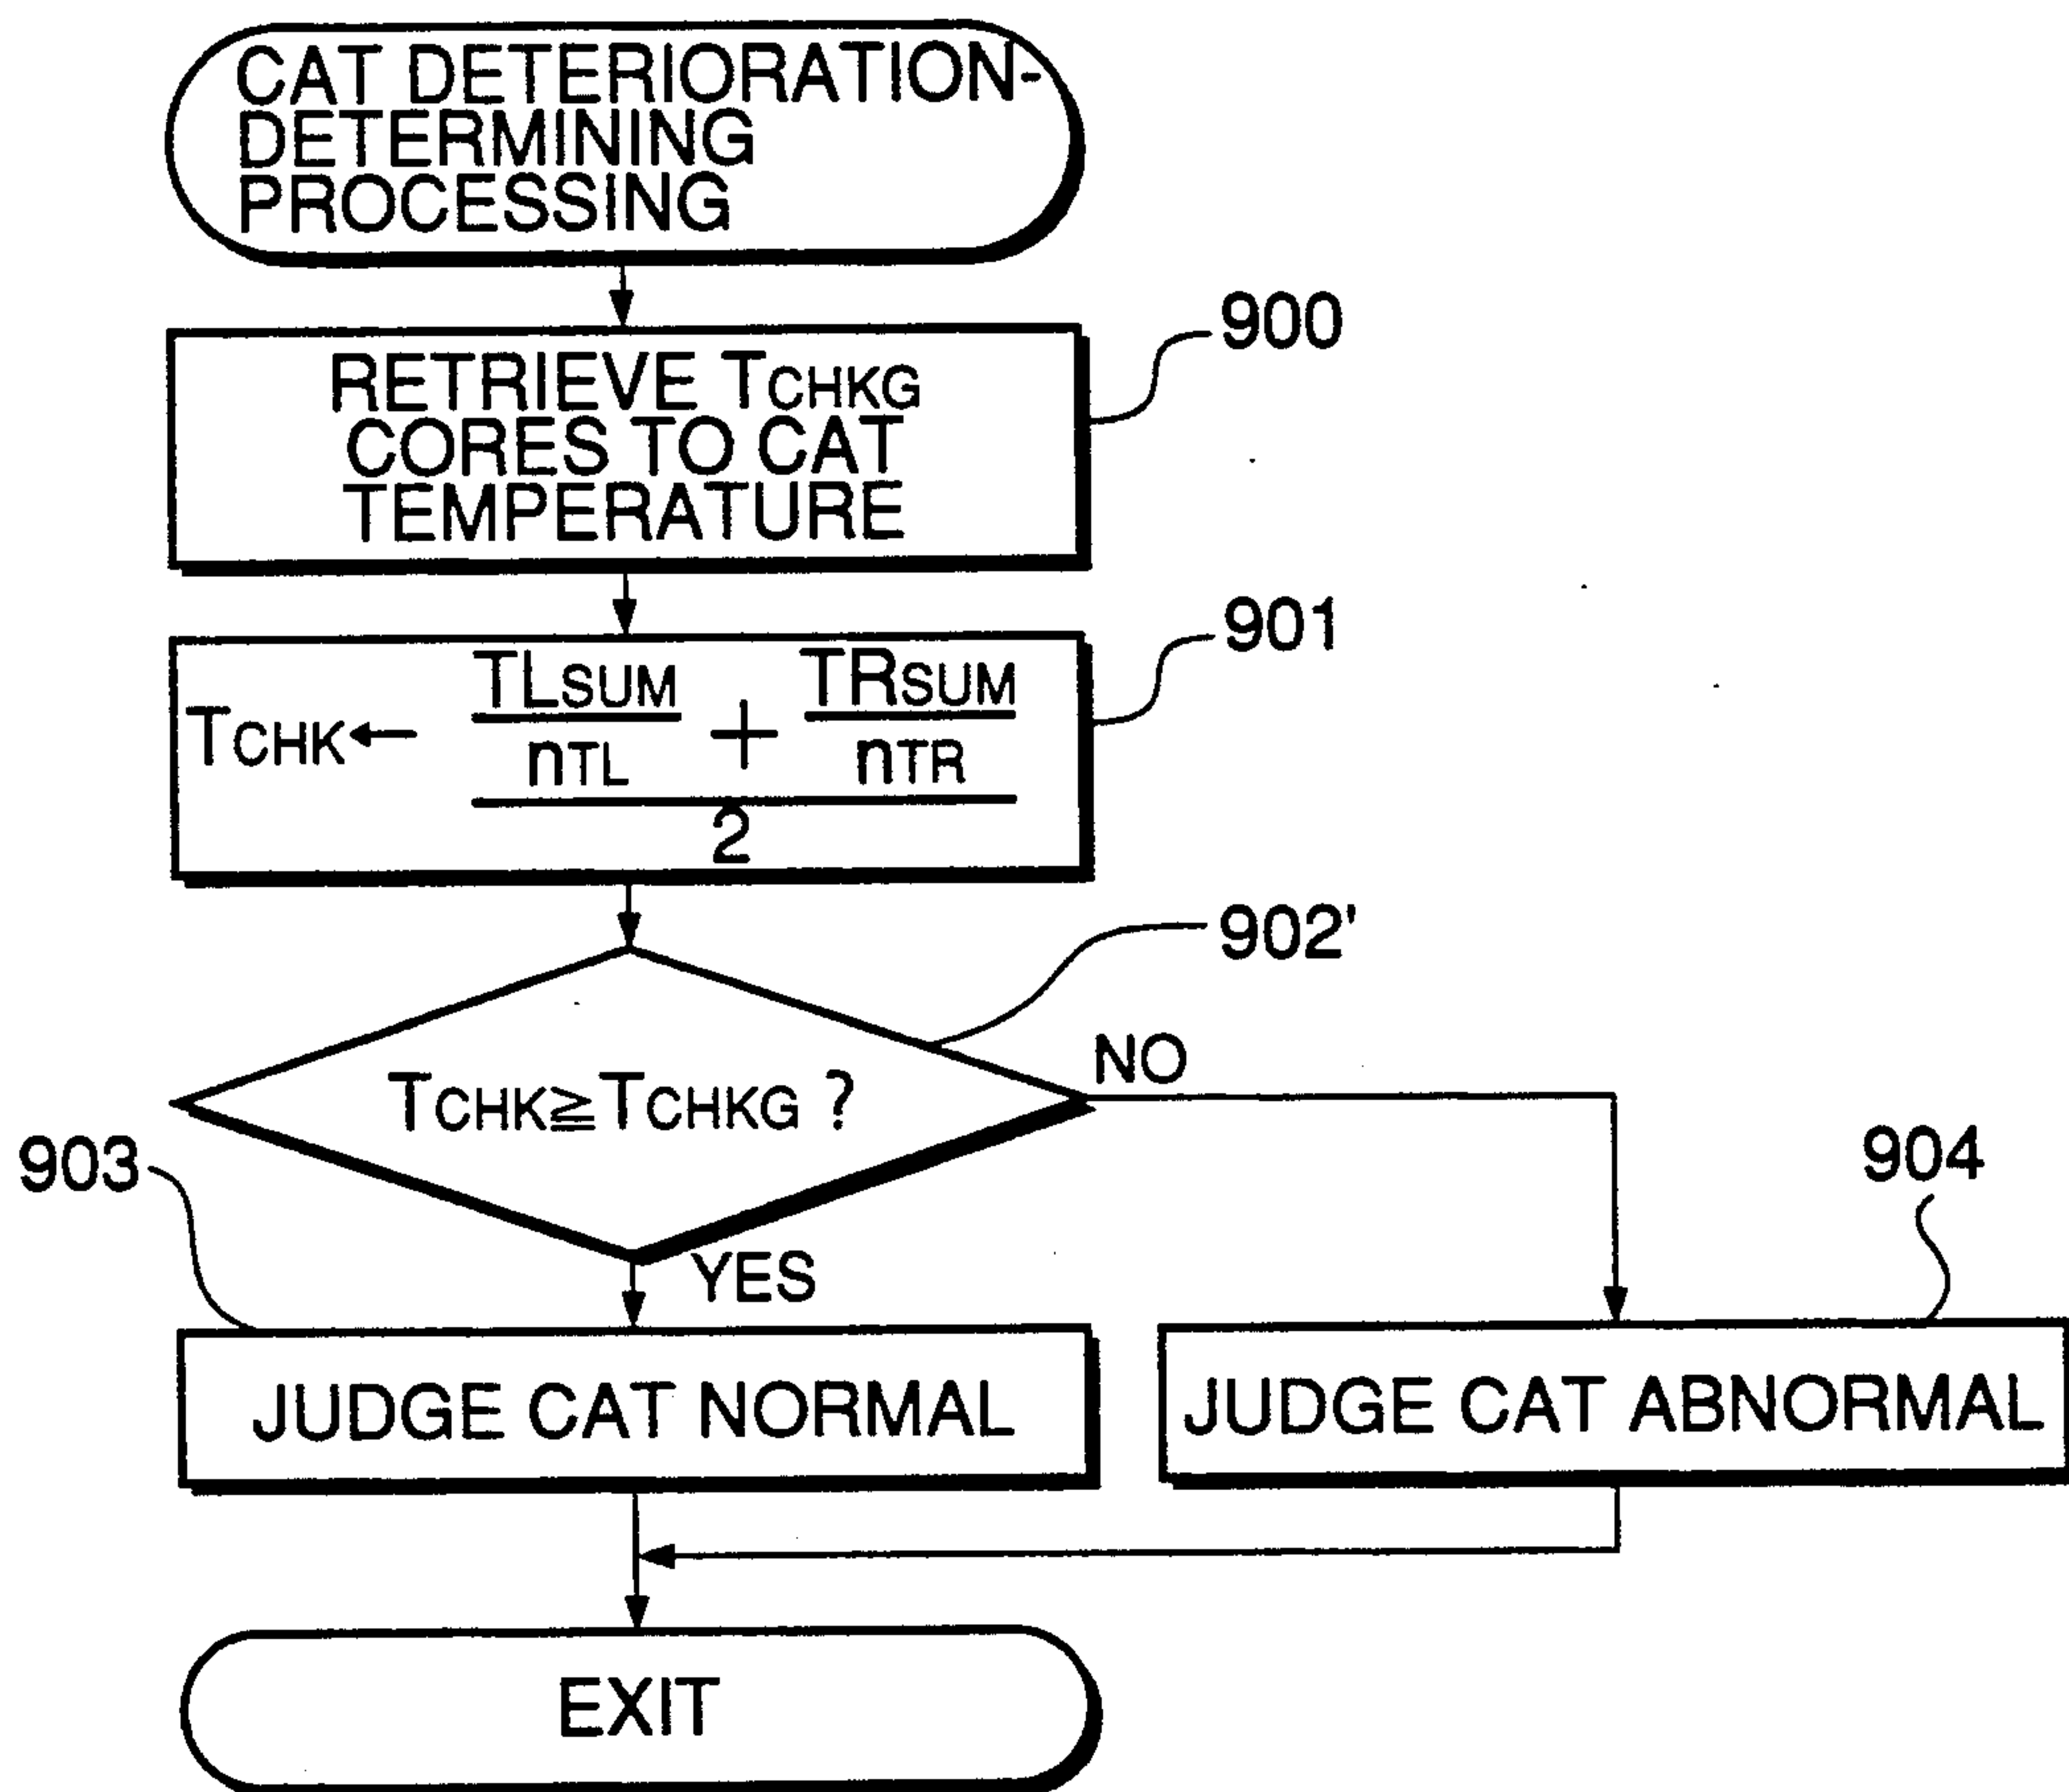 CAT DETERIORATION-
DETERMINING
PROCESSING
900
RETRIEVE TCHKG
CORES TO CAT
TEMPERATURE
901
TCHK← TLSUM/nTL + TRSUM/nTR
2
902'
TCHK≧TCHKG ?
NO
903
YES
904
JUDGE CAT NORMAL
JUDGE CAT ABNORMAL
EXIT